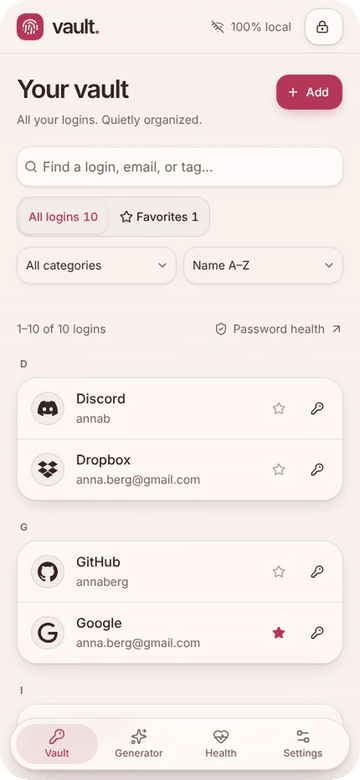 vault.
100% local
Your vault
+ Add
All your logins. Quietly organized.
Find a login, email, or tag...
All logins 10
Favorites 1
All categories
Name A–Z
1–10 of 10 logins
Password health
D
Discord
annab
Dropbox
anna.berg@gmail.com
G
GitHub
annaberg
Google
anna.berg@gmail.com
I
Vault
Generator
Health
Settings